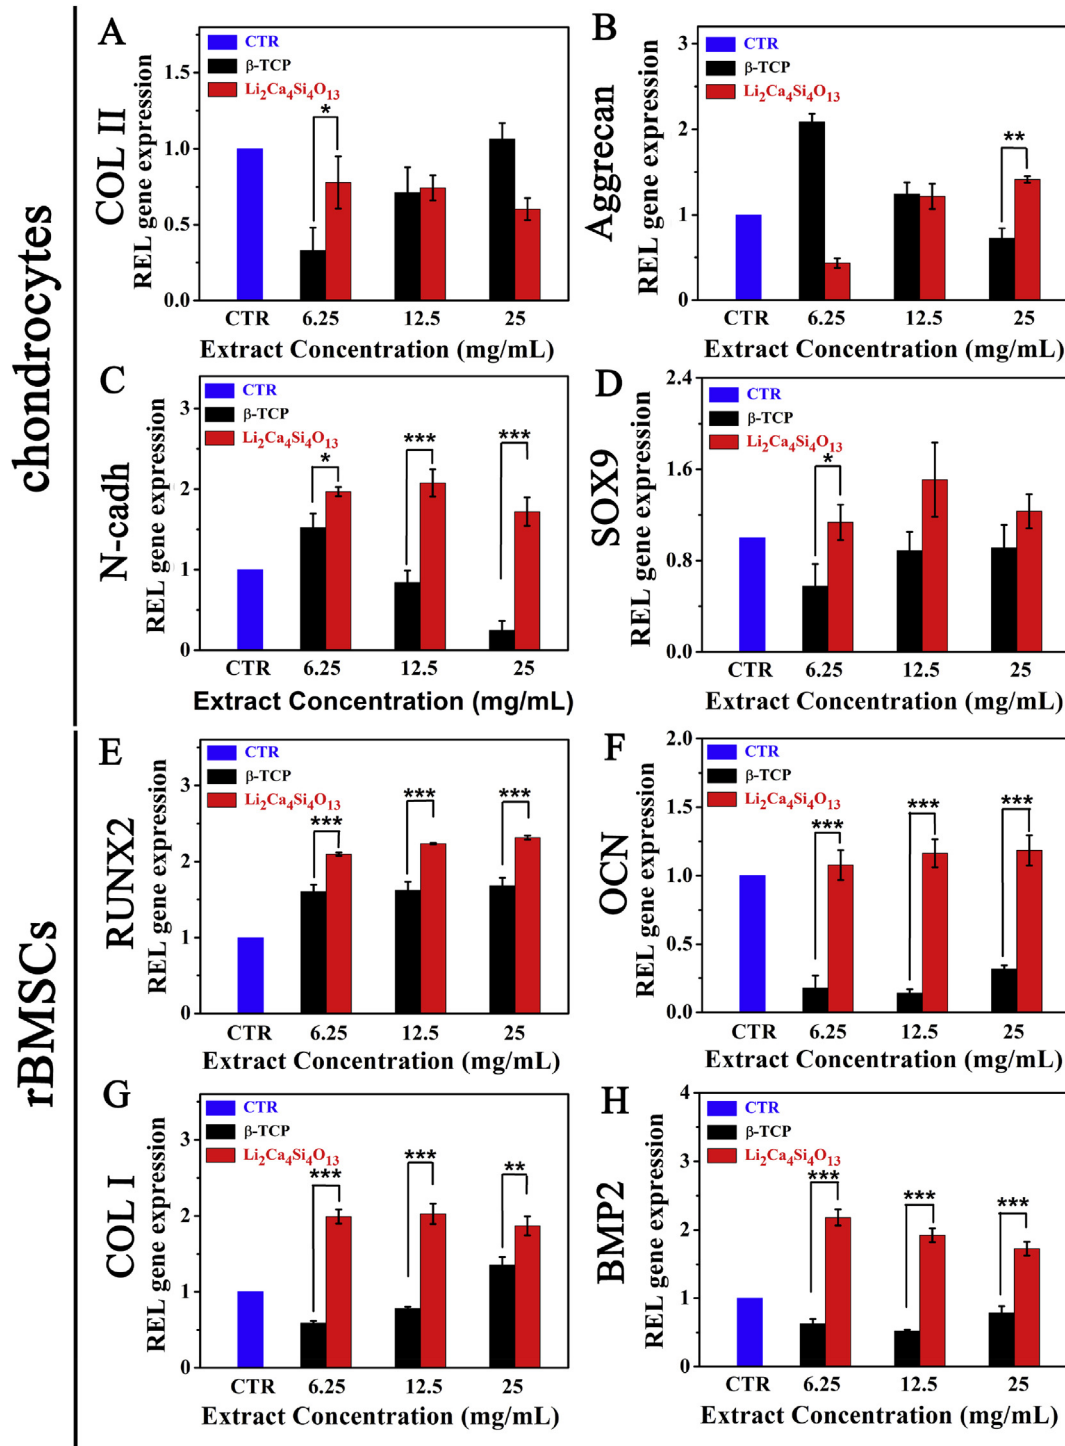 chondrocytes
A
COL II
REL gene expression
CTR
β-TCP
Li2Ca4Si4O13
*
1.5
1.0
0.5
0.0
CTR 6.25 12.5 25
Extract Concentration (mg/mL)
B
Aggrecan
REL gene expression
CTR
β-TCP
Li2Ca4Si4O13
**
3
2
1
0
CTR 6.25 12.5 25
Extract Concentration (mg/mL)
C
N-cadh
REL gene expression
CTR
β-TCP
Li2Ca4Si4O13
* *** ***
3
2
1
0
CTR 6.25 12.5 25
Extract Concentration (mg/mL)
D
SOX9
REL gene expression
CTR
β-TCP
Li2Ca4Si4O13
*
2.4
1.6
0.8
0.0
CTR 6.25 12.5 25
Extract Concentration (mg/mL)
rBMSCs
E
RUNX2
REL gene expression
CTR
β-TCP
Li2Ca4Si4O13
*** *** ***
3
2
1
0
CTR 6.25 12.5 25
Extract Concentration (mg/mL)
F
OCN
REL gene expression
CTR
β-TCP
Li2Ca4Si4O13
*** *** ***
2.0
1.5
1.0
0.5
0.0
CTR 6.25 12.5 25
Extract Concentration (mg/mL)
G
COL I
REL gene expression
CTR
β-TCP
Li2Ca4Si4O13
*** *** **
3
2
1
0
CTR 6.25 12.5 25
Extract Concentration (mg/mL)
H
BMP2
REL gene expression
CTR
β-TCP
Li2Ca4Si4O13
*** *** ***
4
3
2
1
0
CTR 6.25 12.5 25
Extract Concentration (mg/mL)